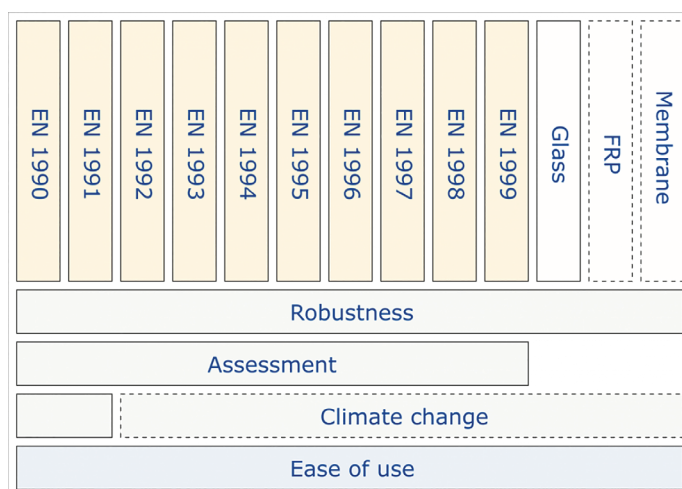 EN 1990
EN 1991
EN 1992
EN 1993
EN 1994
EN 1995
EN 1996
EN 1997
EN 1998
EN 1999
Glass
FRP
Membrane
Robustness
Assessment
Climate change
Ease of use